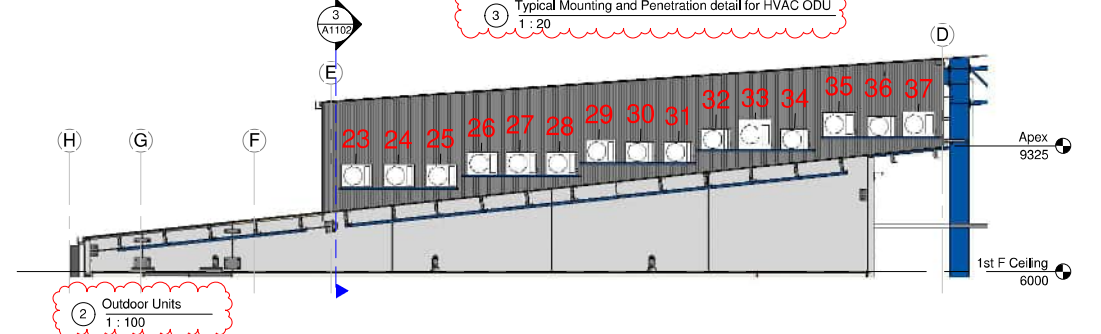 3
A1102
3
Typical Mounting and Penetration detail for HVAC ODU
1 : 20
D
E
H
G
F
23 24 25 26 27 28 29 30 31 32 33 34 35 36 37
Apex
9325
1st F Ceiling
6000
2
Outdoor Units
1 : 100